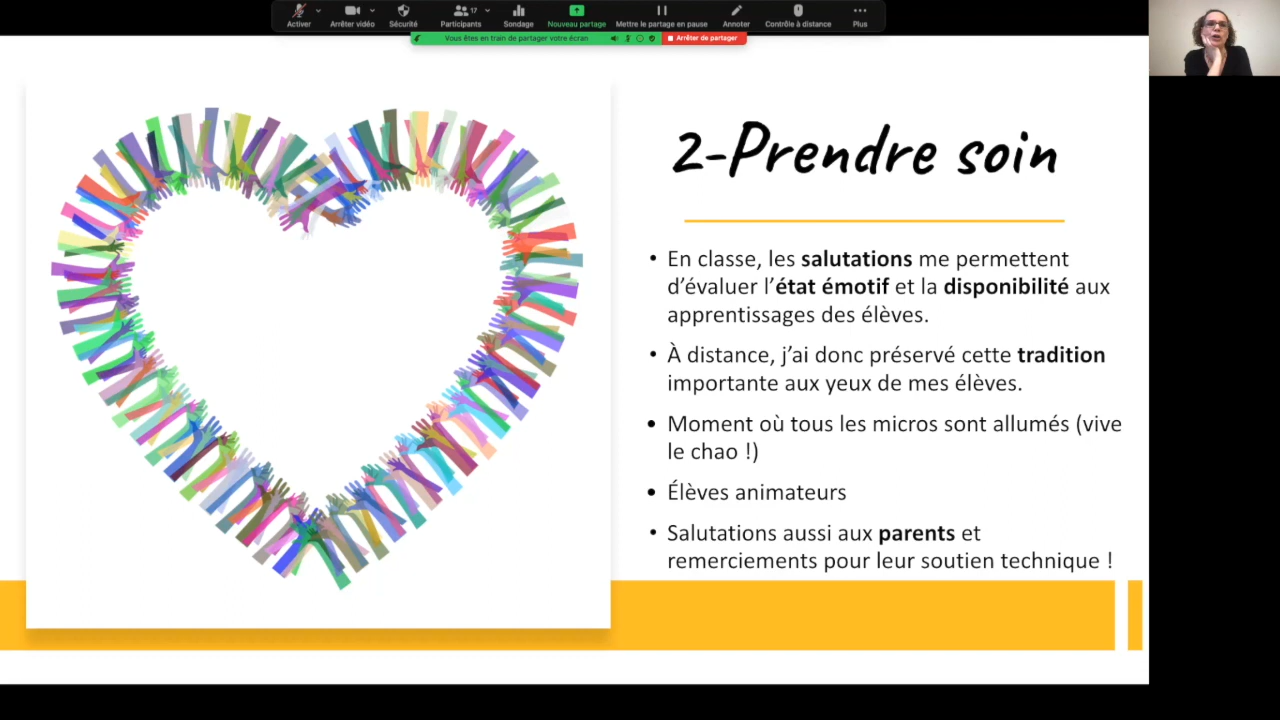 Activer
Arrêter vidéo
Sécurité
Participants
17
Sondage
Nouveau partage
Mettre le partage en pause
Annoter
Contrôle à distance
Plus
Vous êtes en train de partager votre écran
Arrêter de partager
2-Prendre soin
• En classe, les salutations me permettent
d’évaluer l’état émotif et la disponibilité aux
apprentissages des élèves.
• À distance, j’ai donc préservé cette tradition
importante aux yeux de mes élèves.
• Moment où tous les micros sont allumés (vive
le chao !)
• Élèves animateurs
• Salutations aussi aux parents et
remerciements pour leur soutien technique !